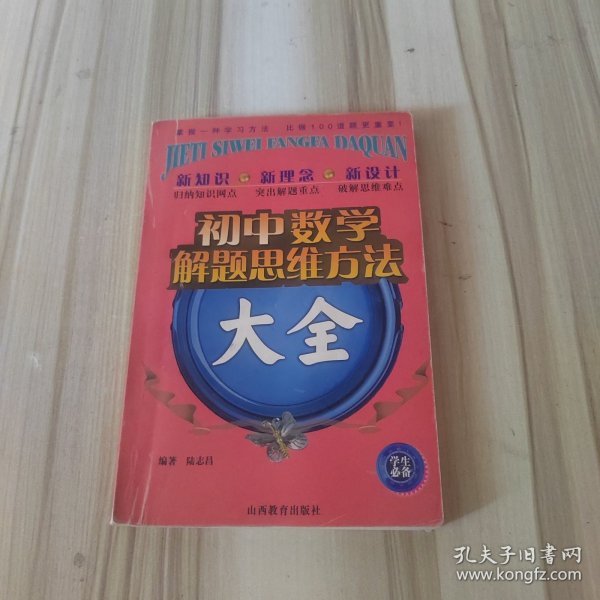 掌握一种学习方法 比做100道题更重要！
JIETI SIWEI FANGFA DAQUAN
新知识 新理念 新设计
归纳知识网点 突出解题重点 破解思维难点
初中数学
解题思维方法
大全
学生
必备
编著 陆志昌
山西教育出版社
孔夫子旧书网
www.kongfz.com